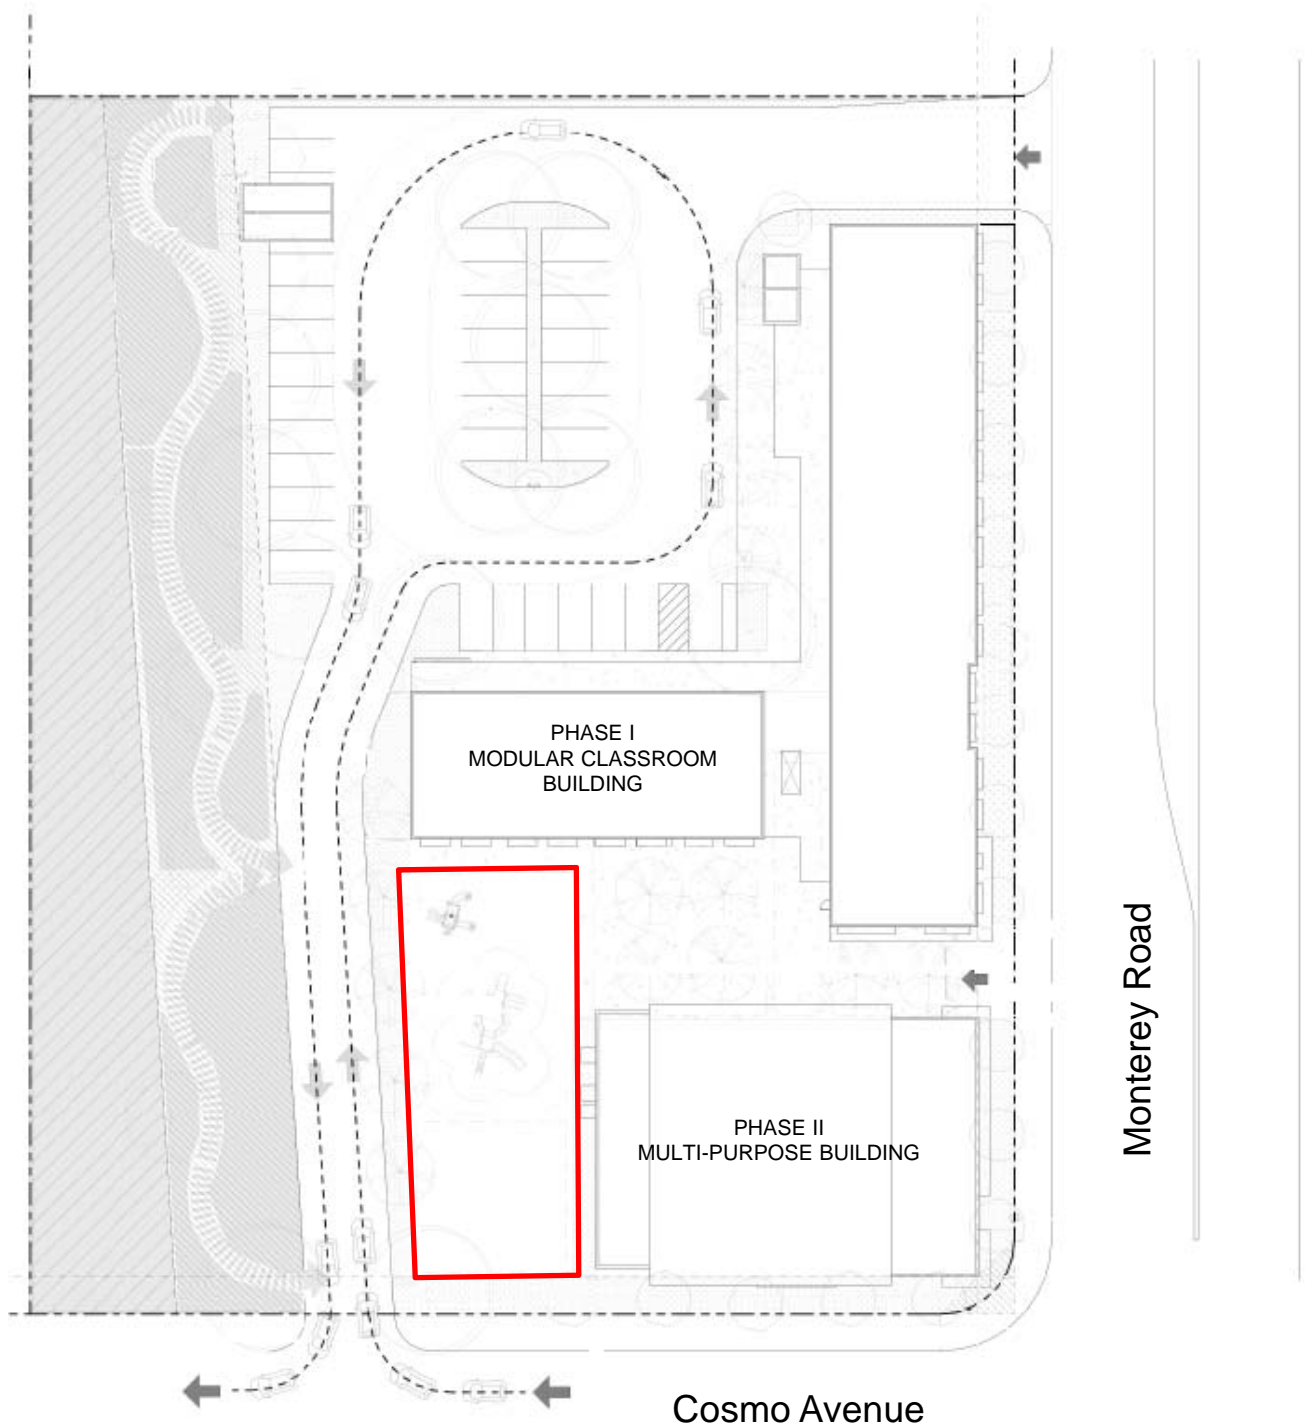 PHASE I
MODULAR CLASSROOM
BUILDING
Monterey Road
PHASE II
MULTI-PURPOSE BUILDING
Cosmo Avenue